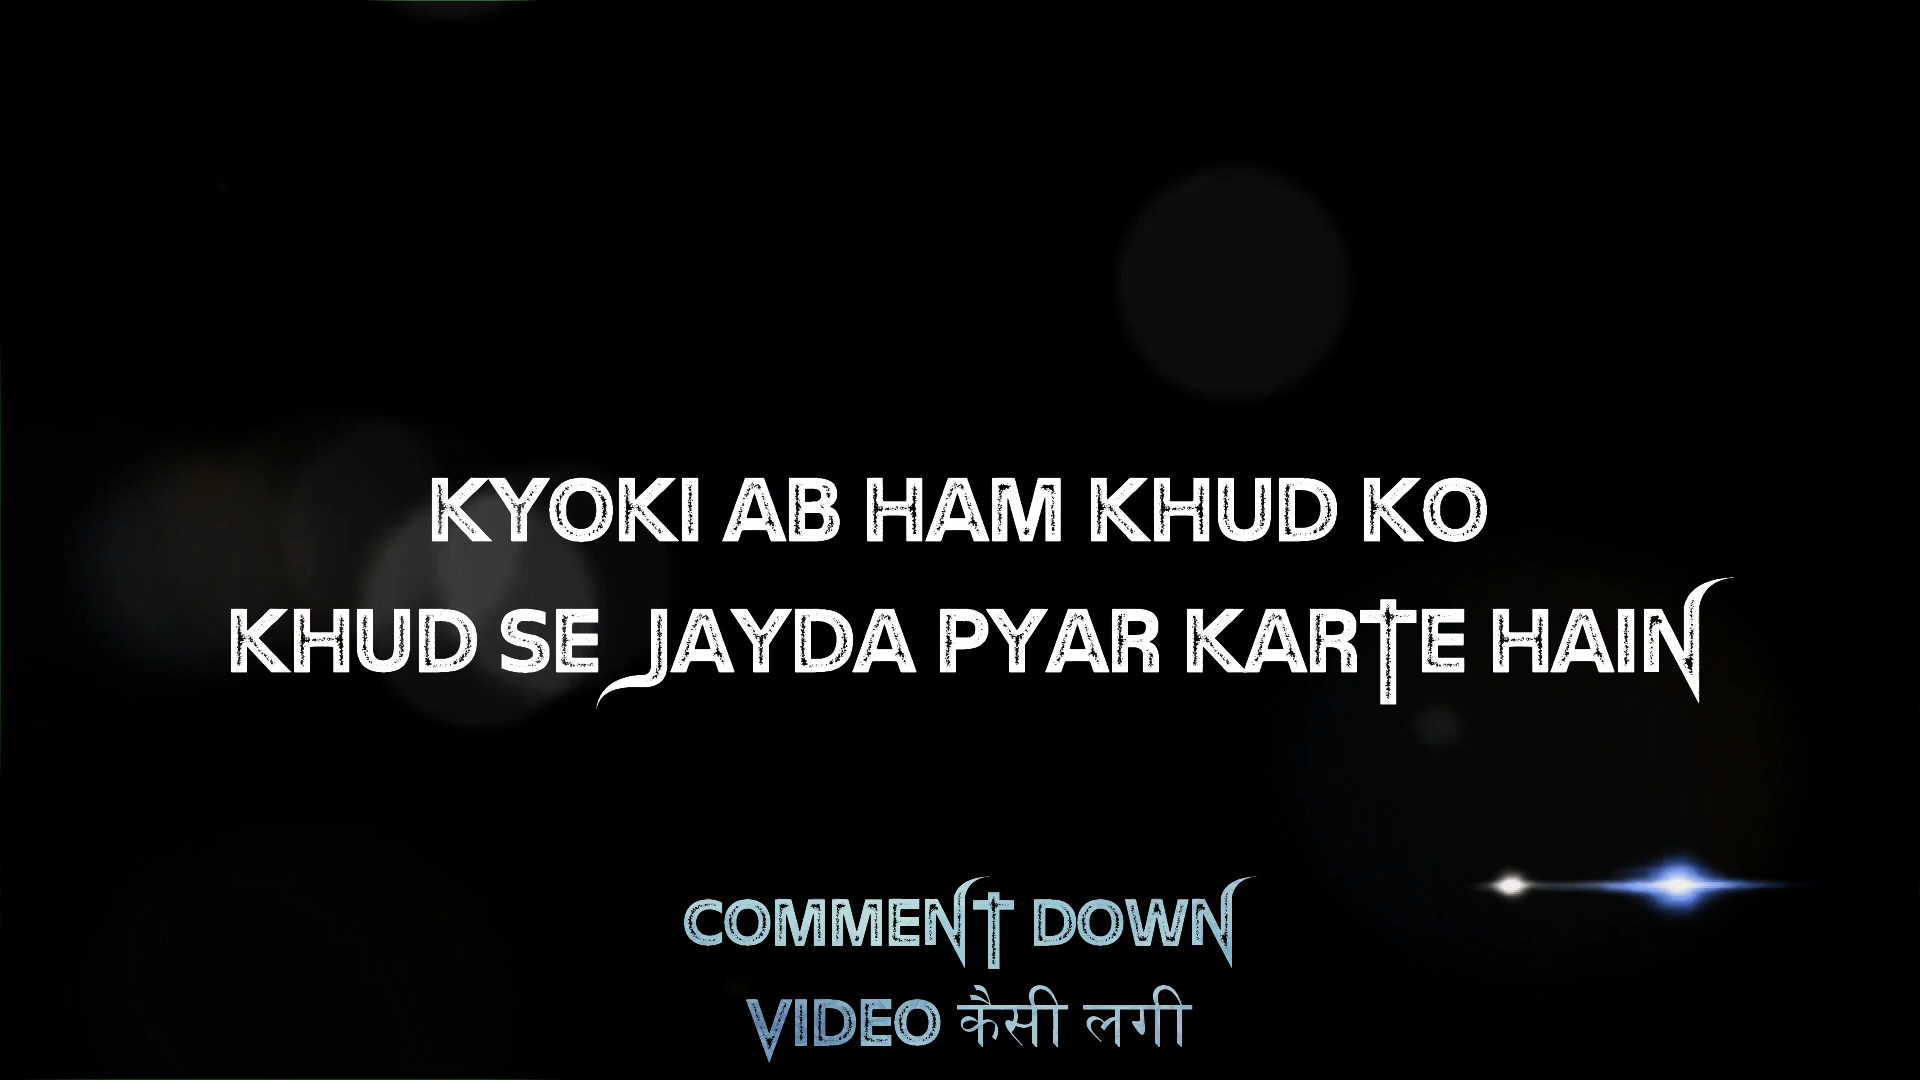 KYOKI AB HAM KHUD KO
KHUD SE JAYDA PYAR KARTE HAIN
COMMENT DOWN
VIDEO कैसी लगी